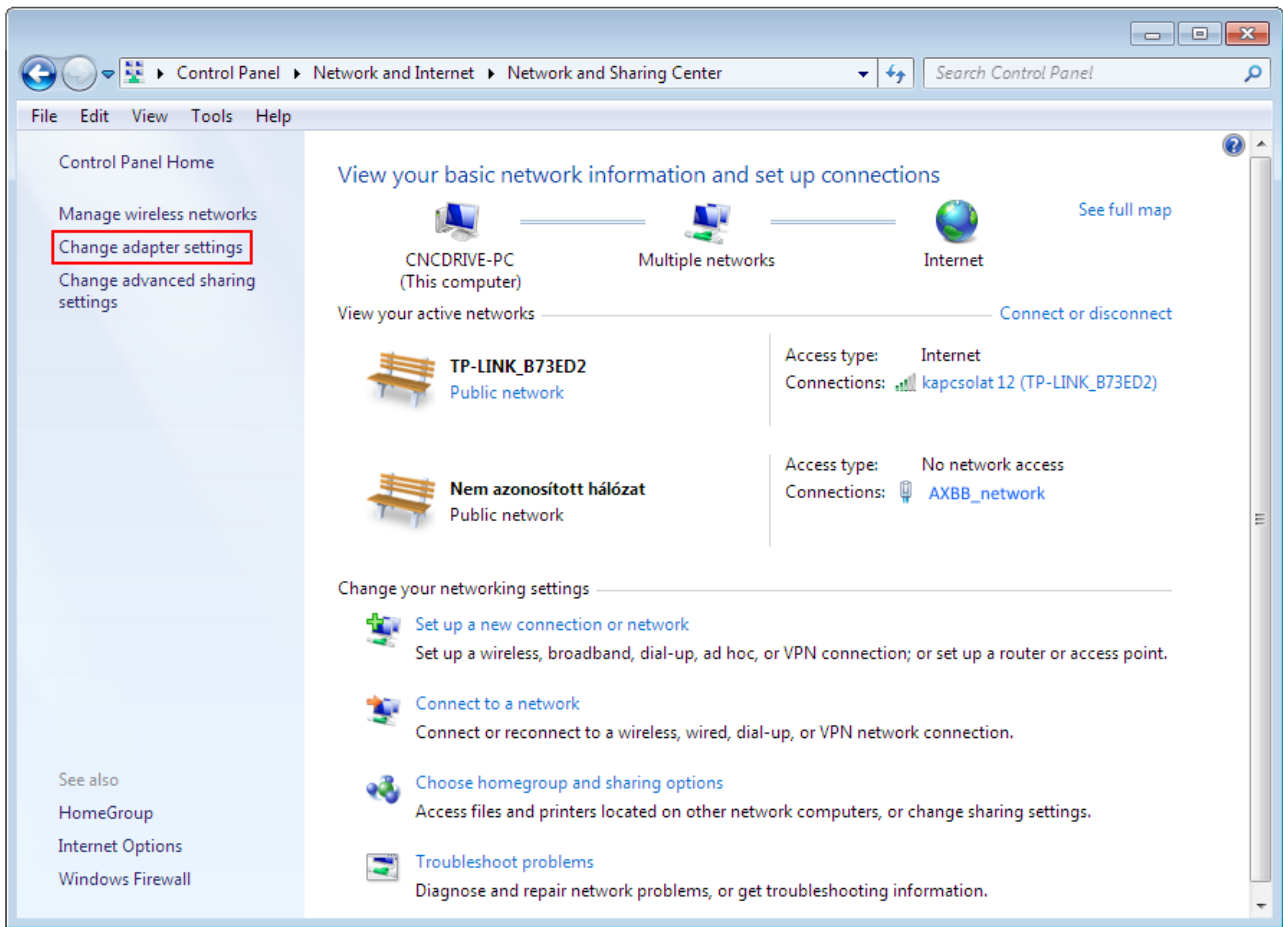 Control Panel ▸ Network and Internet ▸ Network and Sharing Center
Search Control Panel
File Edit View Tools Help
Control Panel Home
Manage wireless networks
Change adapter settings
Change advanced sharing
settings
See also
HomeGroup
Internet Options
Windows Firewall
View your basic network information and set up connections
See full map
CNCDRIVE-PC
(This computer)
Multiple networks
Internet
View your active networks
Connect or disconnect
TP-LINK_B73ED2
Public network
Access type: Internet
Connections: kapcsolat 12 (TP-LINK_B73ED2)
Nem azonosított hálózat
Public network
Access type: No network access
Connections: AXBB_network
Change your networking settings
Set up a new connection or network
Set up a wireless, broadband, dial-up, ad hoc, or VPN connection; or set up a router or access point.
Connect to a network
Connect or reconnect to a wireless, wired, dial-up, or VPN network connection.
Choose homegroup and sharing options
Access files and printers located on other network computers, or change sharing settings.
Troubleshoot problems
Diagnose and repair network problems, or get troubleshooting information.